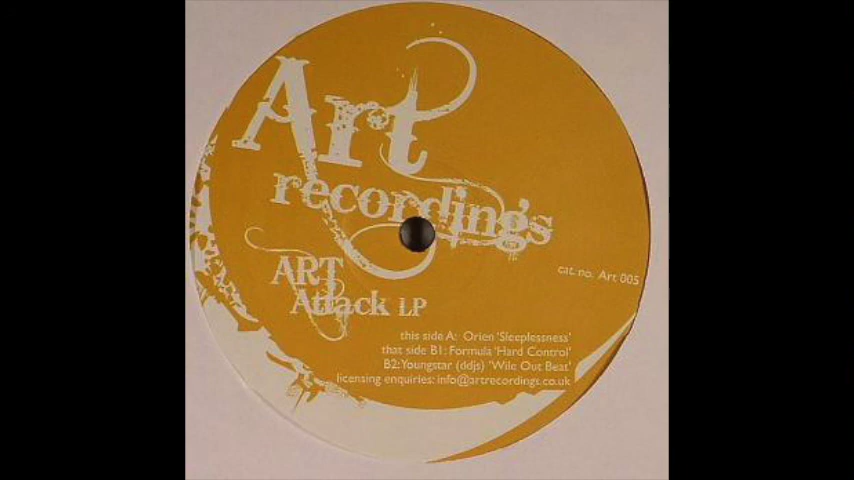 Art
recordings
cat. no. Art 005
ART
Attack LP
this side A: Orien 'Sleeplessness'
that side B1: Formula 'Hard Control'
B2: Youngstar (ddjs) 'Wile Out Beat'
licensing enquiries: info@artrecordings.co.uk